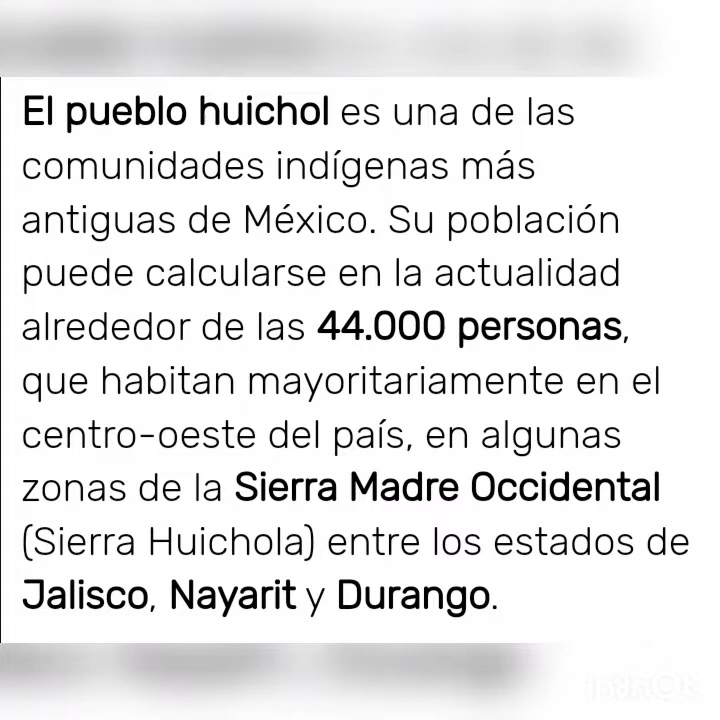 El pueblo huichol es una de las
comunidades indígenas más
antiguas de México. Su población
puede calcularse en la actualidad
alrededor de las 44.000 personas,
que habitan mayoritariamente en el
centro-oeste del país, en algunas
zonas de la Sierra Madre Occidental
(Sierra Huichola) entre los estados de
Jalisco, Nayarit y Durango.